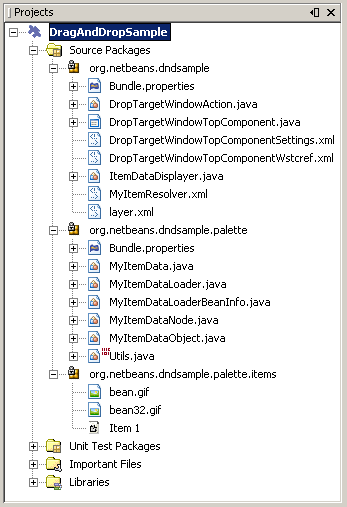 Projects
DragAndDropSample
Source Packages
org.netbeans.dndsample
Bundle.properties
DropTargetWindowAction.java
DropTargetWindowTopComponent.java
DropTargetWindowTopComponentSettings.xml
DropTargetWindowTopComponentWstcref.xml
ItemDataDisplayer.java
MyItemResolver.xml
layer.xml
org.netbeans.dndsample.palette
Bundle.properties
MyItemData.java
MyItemDataLoader.java
MyItemDataLoaderBeanInfo.java
MyItemDataNode.java
MyItemDataObject.java
Utils.java
org.netbeans.dndsample.palette.items
bean.gif
bean32.gif
Item 1
Unit Test Packages
Important Files
Libraries